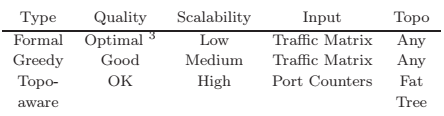 Type Quality Scalability Input Topo
Formal Optimal ³ Low Traffic Matrix Any
Greedy Good Medium Traffic Matrix Any
Topo- OK High Port Counters Fat
aware Tree